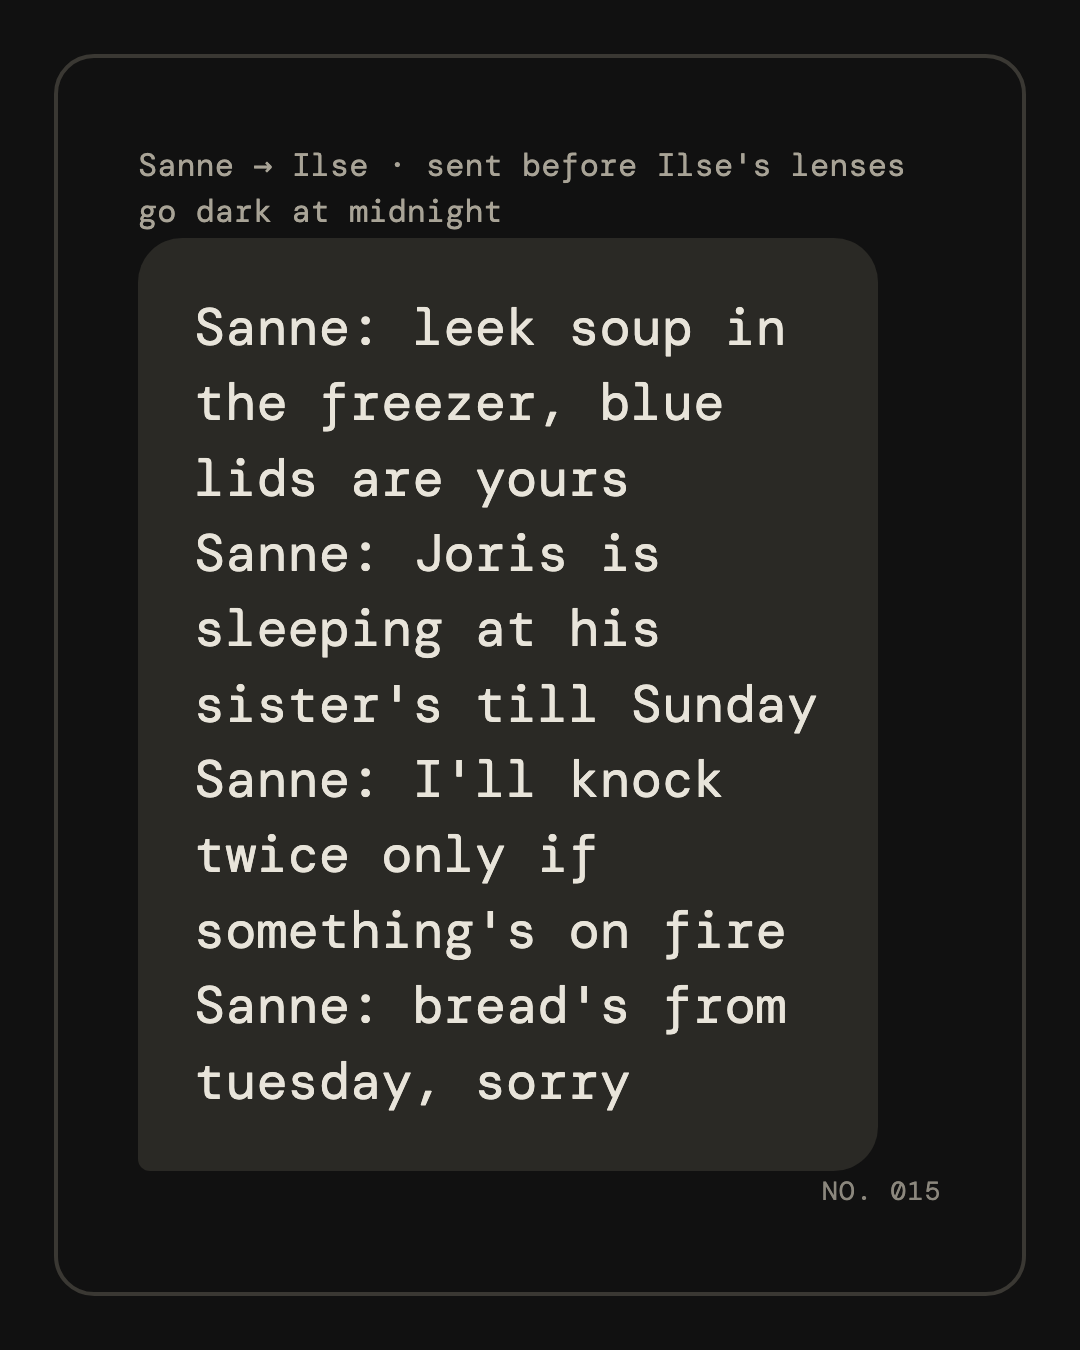 Sanne → Ilse · sent before Ilse's lenses
go dark at midnight
Sanne: leek soup in
the freezer, blue
lids are yours
Sanne: Joris is
sleeping at his
sister's till Sunday
Sanne: I'll knock
twice only if
something's on fire
Sanne: bread's from
tuesday, sorry
NO. 015